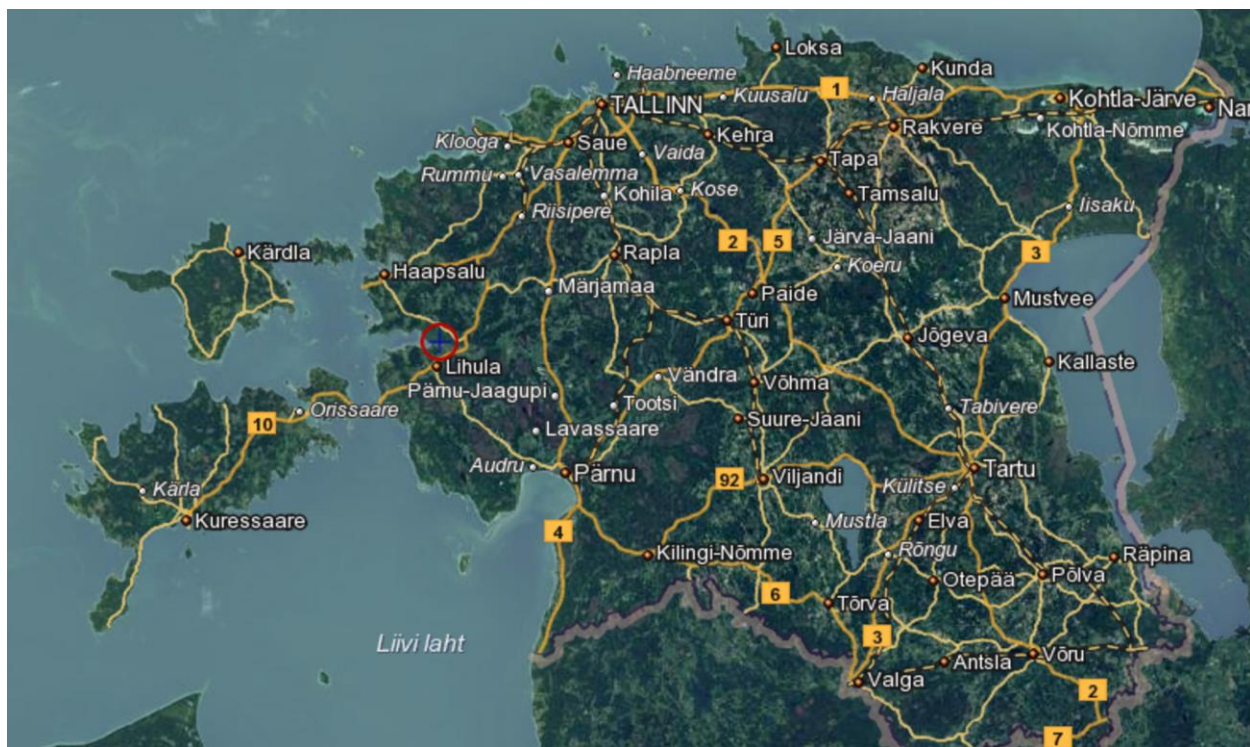 Loksa
Haabneeme
Kunda
1
Kuusalu
Haljala
TALLINN
Kohtla-Järve
Nar
Kohtla-Nõmme
Rakvere
Kehra
Klooga
Saue
Vaida
Tapa
Rummu
Vasalemma
Kohila
Kose
Tamsalu
Iisaku
Riisipere
2
5
Järva-Jaani
3
Kärdla
Rapla
Koeru
Haapsalu
Märjamaa
Paide
Mustvee
Türi
Jõgeva
Lihula
Kallaste
Vändra
Võhma
Pärnu-Jaagupi
Tootsi
Tabivere
Orissaare
10
Suure-Jaani
Lavassaare
Audru
Pärnu
Tartu
92
Viljandi
Külitse
Kärla
Kuressaare
Mustla
Elva
4
Kilingi-Nõmme
Rõngu
Räpina
Otepää
Põlva
6
Tõrva
Liivi laht
3
Võru
Antsla
Valga
2
7